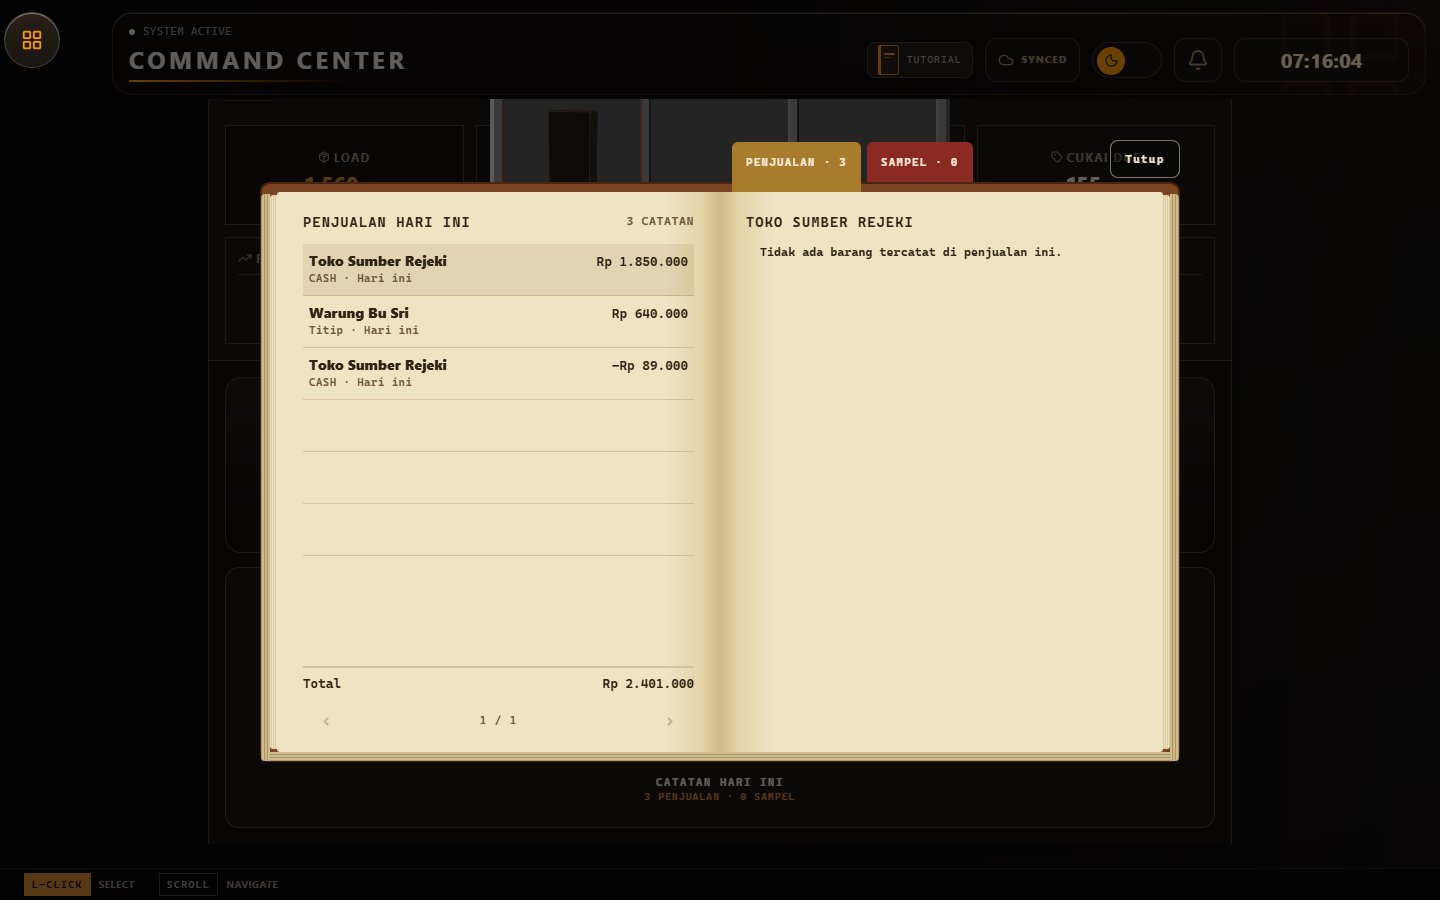 SYSTEM ACTIVE
COMMAND CENTER
TUTORIAL
SYNCED
07:16:04
LOAD
CUKAI
Tutup
155
PENJUALAN · 3
SAMPEL · 0
PENJUALAN HARI INI
3 CATATAN
Toko Sumber Rejeki
Rp 1.850.000
CASH · Hari ini
Warung Bu Sri
Rp 640.000
Titip · Hari ini
Toko Sumber Rejeki
−Rp 89.000
CASH · Hari ini
Total
Rp 2.401.000
‹
1 / 1
›
TOKO SUMBER REJEKI
Tidak ada barang tercatat di penjualan ini.
CATATAN HARI INI
3 PENJUALAN · 0 SAMPEL
L-CLICK
SELECT
SCROLL
NAVIGATE